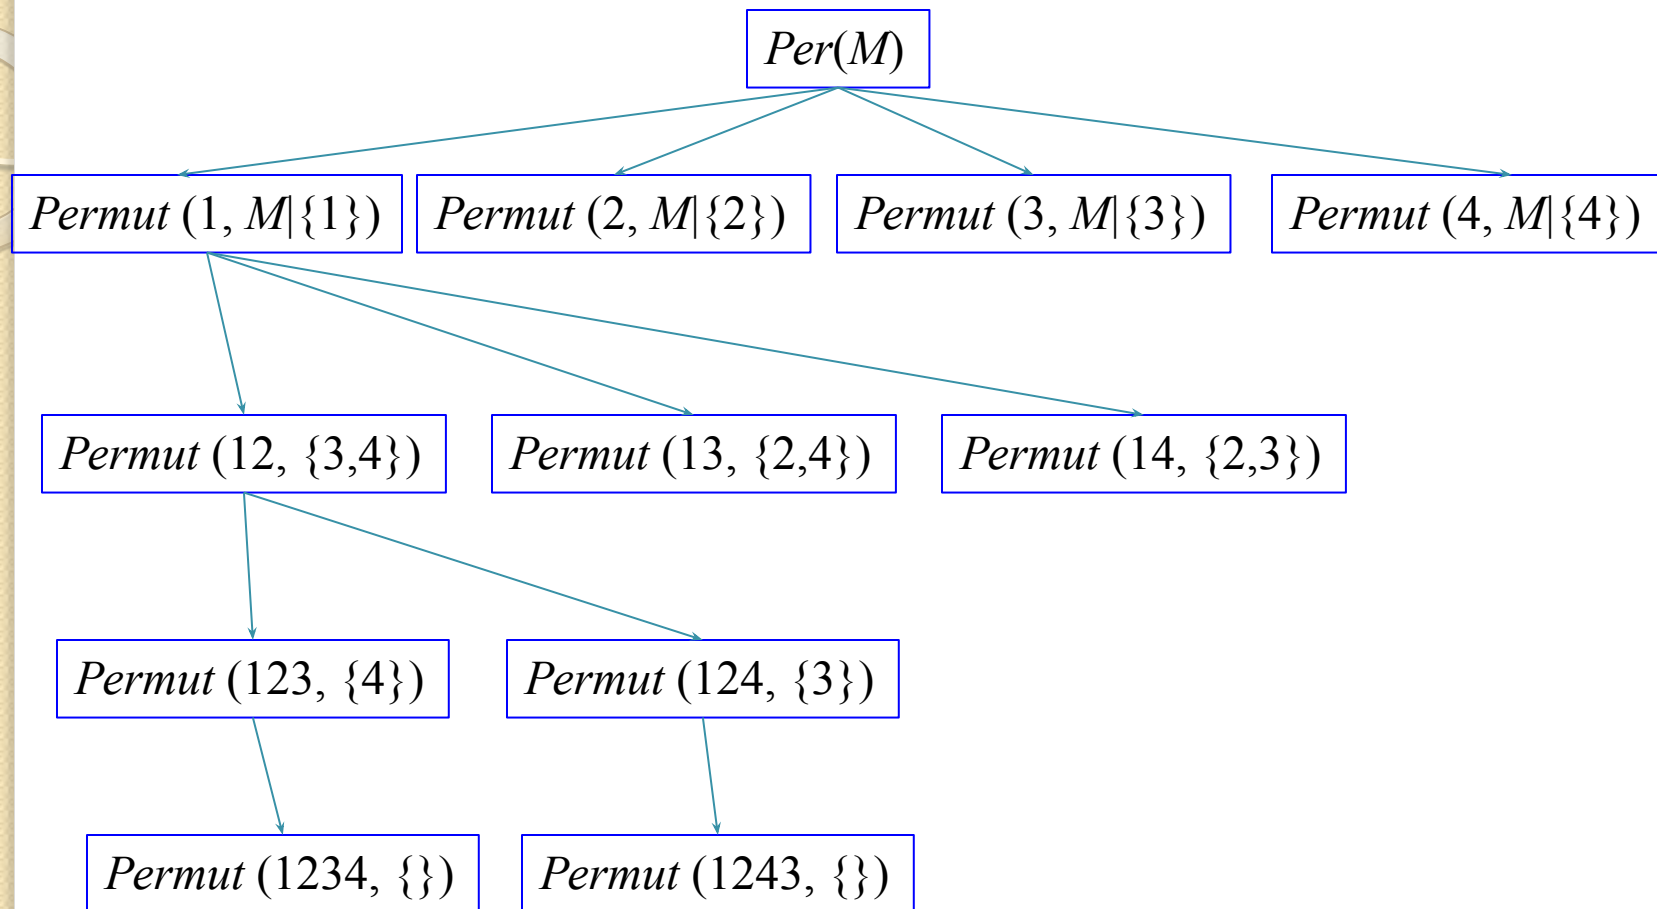 Per(M)
Permut (1, M|{1})
Permut (2, M|{2})
Permut (3, M|{3})
Permut (4, M|{4})
Permut (12, {3,4})
Permut (13, {2,4})
Permut (14, {2,3})
Permut (123, {4})
Permut (124, {3})
Permut (1234, {})
Permut (1243, {})